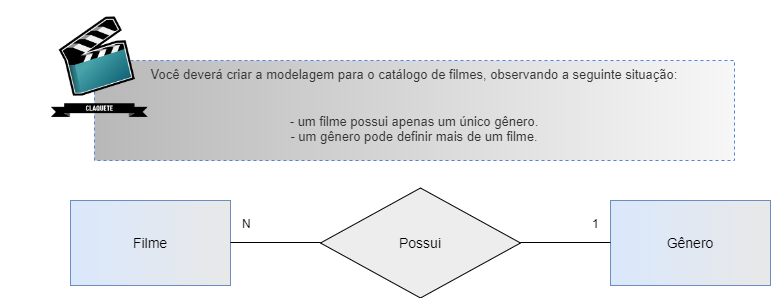 Você deverá criar a modelagem para o catálogo de filmes, observando a seguinte situação:
CLAQUETE
- um filme possui apenas um único gênero.
- um gênero pode definir mais de um filme.
Filme
N
Possui
1
Gênero